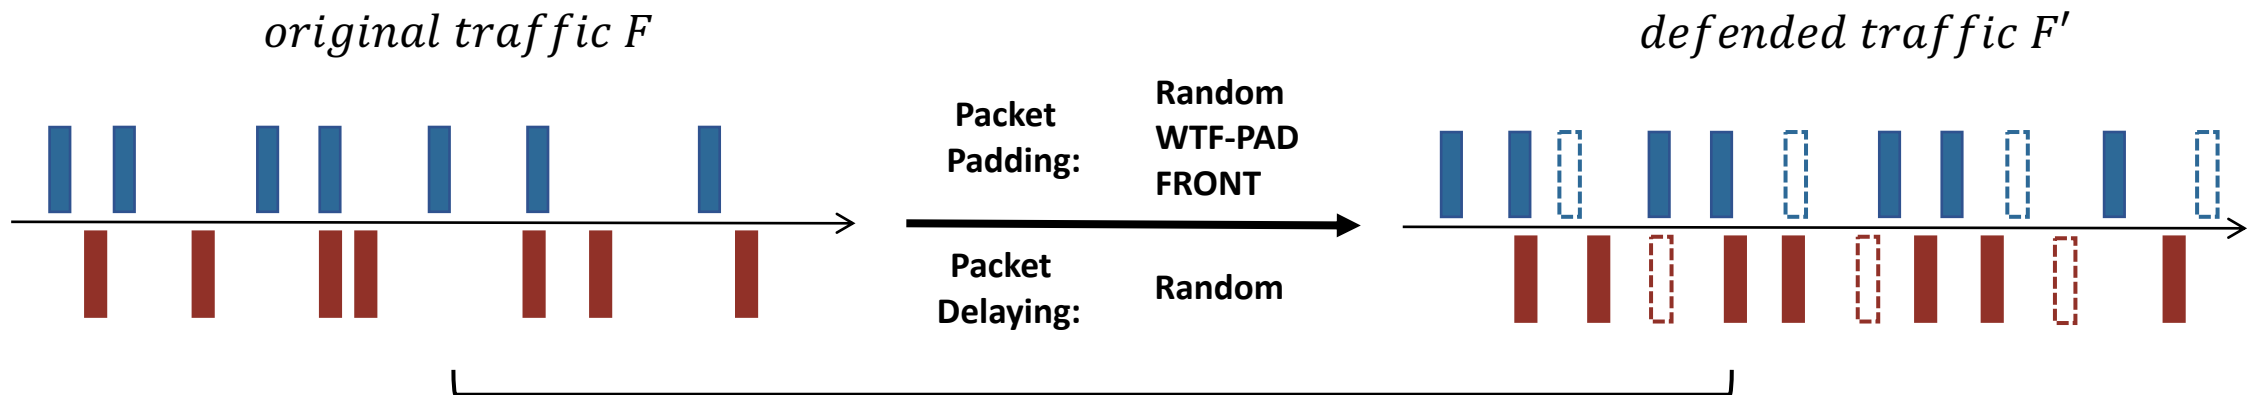 original traffic F
defended traffic F′
Packet
Padding:
Random
WTF-PAD
FRONT
Packet
Delaying:
Random